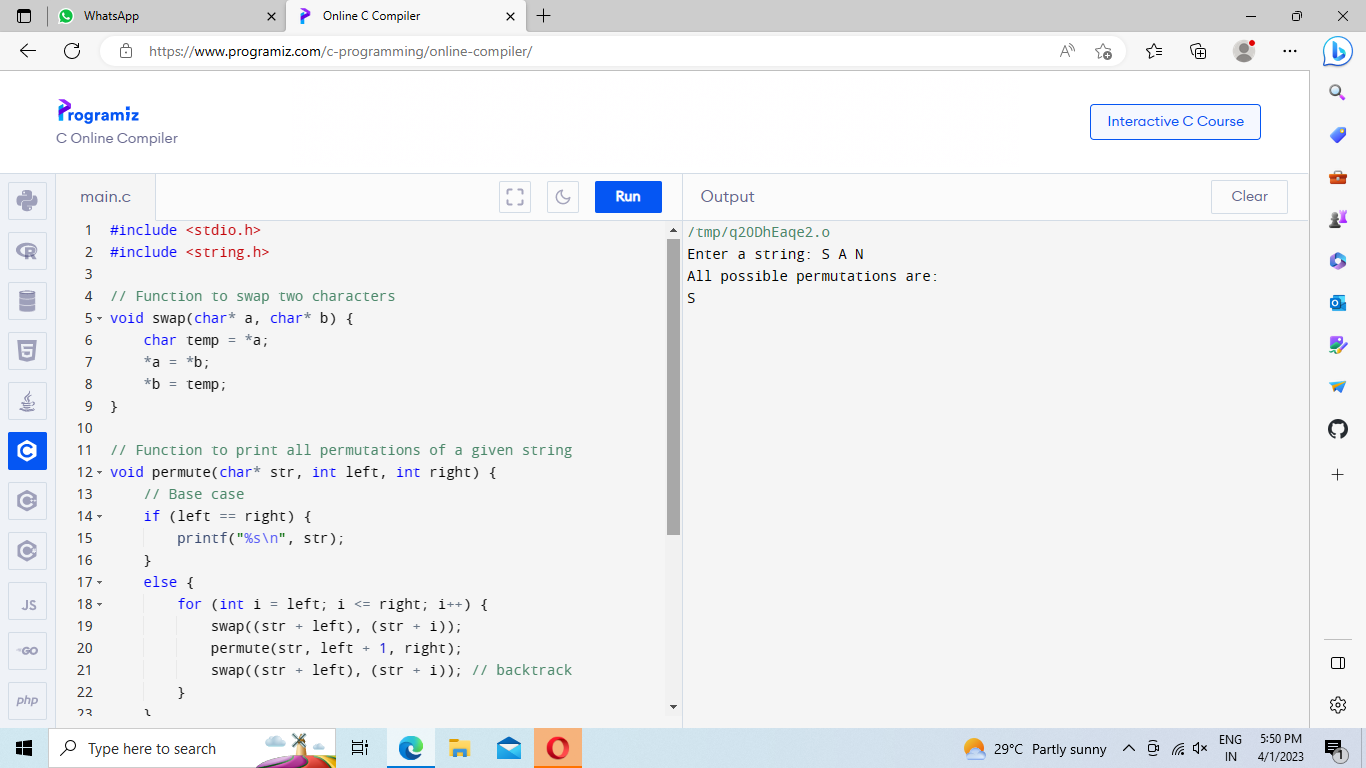 WhatsApp
Online C Compiler
https://www.programiz.com/c-programming/online-compiler/
Programiz
C Online Compiler
Interactive C Course
main.c
Run
Output
Clear
1 #include <stdio.h>
2 #include <string.h>
3
4 // Function to swap two characters
5 void swap(char* a, char* b) {
6 char temp = *a;
7 *a = *b;
8 *b = temp;
9 }
10
11 // Function to print all permutations of a given string
12 void permute(char* str, int left, int right) {
13 // Base case
14 if (left == right) {
15 printf("%s\n", str);
16 }
17 else {
18 for (int i = left; i <= right; i++) {
19 swap((str + left), (str + i));
20 permute(str, left + 1, right);
21 swap((str + left), (str + i)); // backtrack
22 }
23 }
/tmp/q2ODhEaqe2.o
Enter a string: S A N
All possible permutations are:
S
JS
GO
php
Type here to search
29°C Partly sunny
ENG
IN
5:50 PM
4/1/2023
1